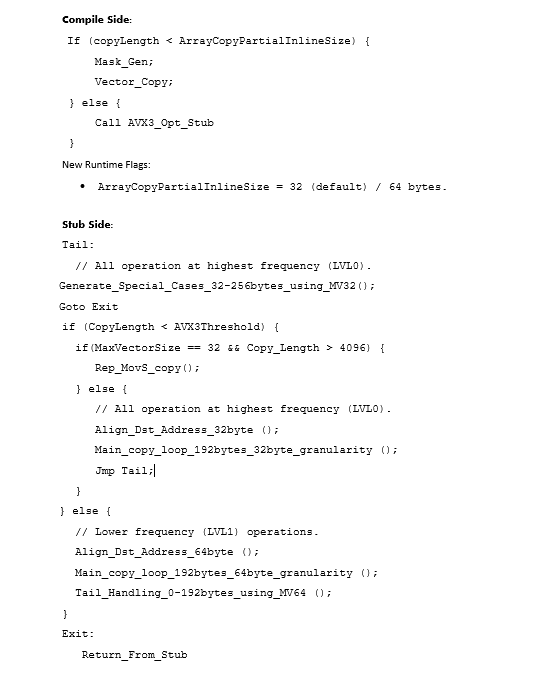 Compile Side:
If (copyLength < ArrayCopyPartialInlineSize) {
Mask_Gen;
Vector_Copy;
} else {
Call AVX3_Opt_Stub
}
New Runtime Flags:
• ArrayCopyPartialInlineSize = 32 (default) / 64 bytes.
Stub Side:
Tail:
// All operation at highest frequency (LVL0).
Generate_Special_Cases_32-256bytes_using_MV32();
Goto Exit
if (CopyLength < AVX3Threshold) {
if(MaxVectorSize == 32 && Copy_Length > 4096) {
Rep_MovS_copy();
} else {
// All operation at highest frequency (LVL0).
Align_Dst_Address_32byte ();
Main_copy_loop_192bytes_32byte_granularity ();
Jmp Tail;
}
} else {
// Lower frequency (LVL1) operations.
Align_Dst_Address_64byte ();
Main_copy_loop_192bytes_64byte_granularity ();
Tail_Handling_0-192bytes_using_MV64 ();
}
Exit:
Return_From_Stub